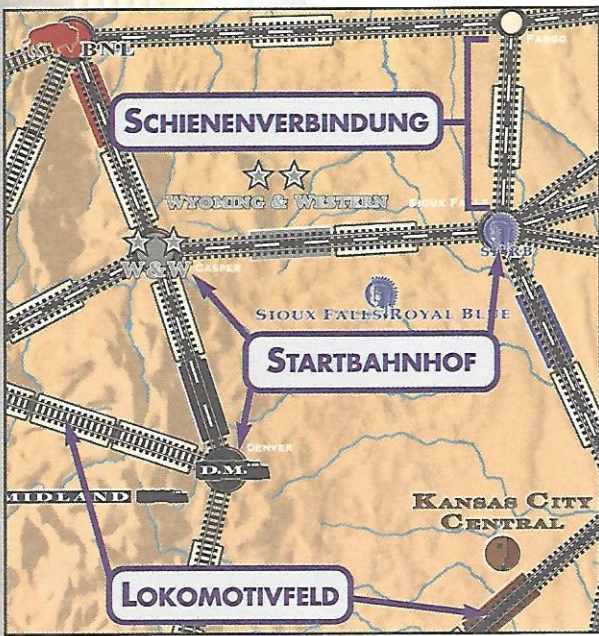 BNL
FARGO
SCHIENENVERBINDUNG
WYOMING & WESTERN
SIOUX FALLS
W&W
CASPER
SFRB
SIOUX FALLS ROYAL BLUE
STARTBAHNHOF
DENVER
D.M.
MIDLAND
KANSAS CITY
CENTRAL
LOKOMOTIVFELD